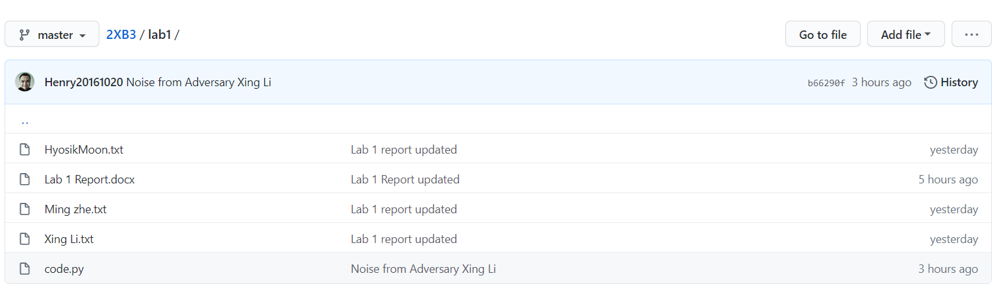 master 2XB3 / lab1 / Go to file Add file ...
Henry20161020 Noise from Adversary Xing Li b66290f 3 hours ago History
..
HyosikMoon.txt Lab 1 report updated yesterday
Lab 1 Report.docx Lab 1 Report updated 5 hours ago
Ming zhe.txt Lab 1 report updated yesterday
Xing Li.txt Lab 1 report updated yesterday
code.py Noise from Adversary Xing Li 3 hours ago